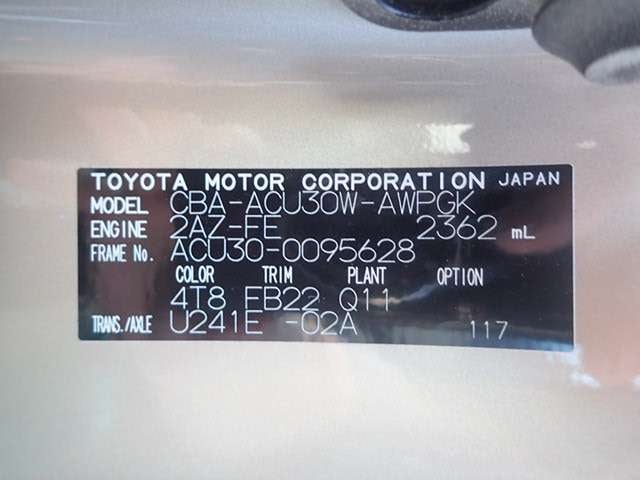 TOYOTA MOTOR CORPORATION JAPAN
MODEL CBA-ACU30W-AWPGK
ENGINE 2AZ-FE 2362 mL
FRAME No. ACU30-0095628
COLOR TRIM PLANT OPTION
4T8 FB22 Q11
TRANS./AXLE U241E -02A 117